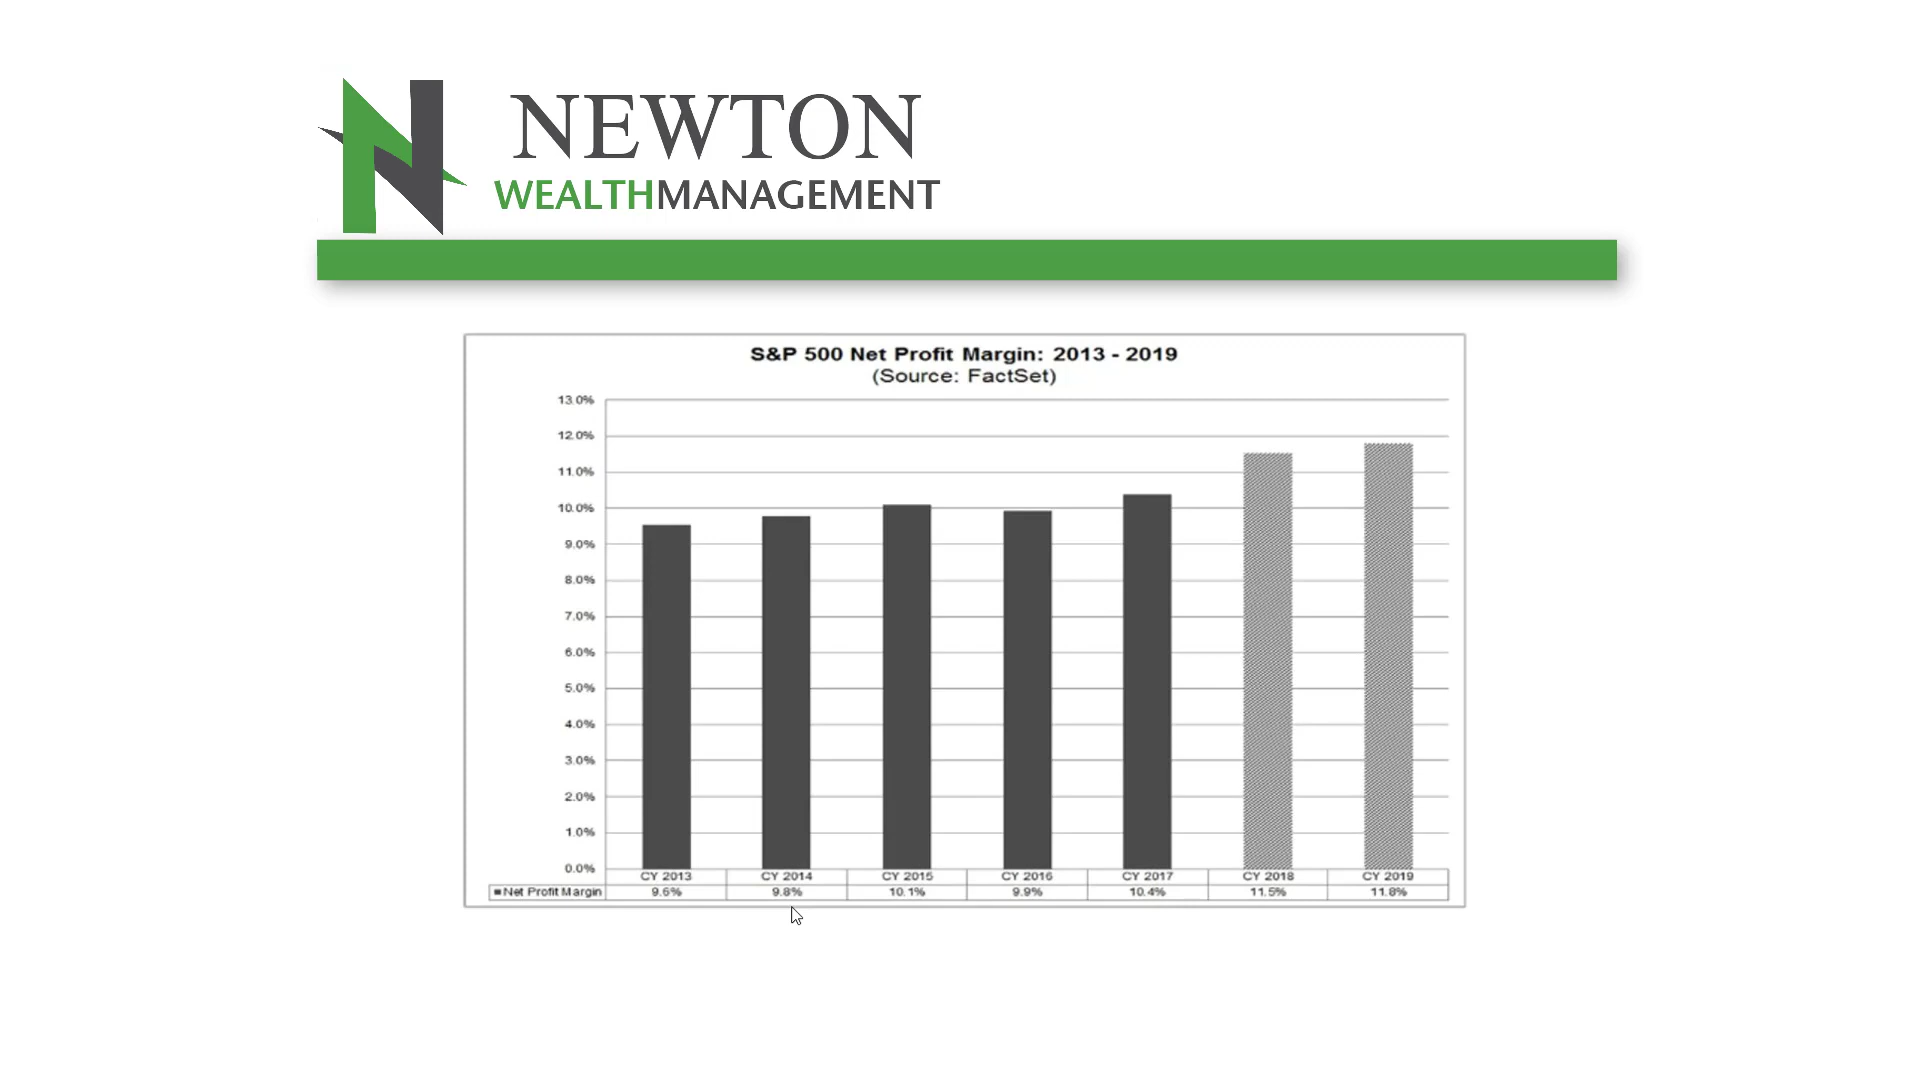 NEWTON
WEALTHMANAGEMENT
S&P 500 Net Profit Margin: 2013 - 2019
(Source: FactSet)
13.0%
12.0%
11.0%
10.0%
9.0%
8.0%
7.0%
6.0%
5.0%
4.0%
3.0%
2.0%
1.0%
0.0%
CY 2013 CY 2014 CY 2015 CY 2016 CY 2017 CY 2018 CY 2019
Net Profit Margin 9.6% 9.8% 10.1% 9.9% 10.4% 11.5% 11.8%